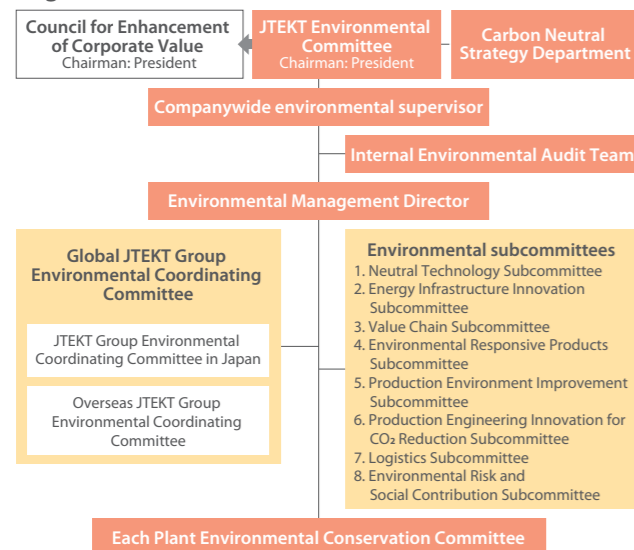 Council for Enhancement
of Corporate Value
Chairman: President
JTEKT Environmental
Committee
Chairman: President
Carbon Neutral
Strategy Department
Companywide environmental supervisor
Internal Environmental Audit Team
Environmental Management Director
Global JTEKT Group
Environmental Coordinating
Committee
JTEKT Group Environmental
Coordinating Committee in Japan
Overseas JTEKT Group
Environmental Coordinating
Committee
Environmental subcommittees
1. Neutral Technology Subcommittee
2. Energy Infrastructure Innovation
Subcommittee
3. Value Chain Subcommittee
4. Environmental Responsive Products
Subcommittee
5. Production Environment Improvement
Subcommittee
6. Production Engineering Innovation for
CO₂ Reduction Subcommittee
7. Logistics Subcommittee
8. Environmental Risk and
Social Contribution Subcommittee
Each Plant Environmental Conservation Committee